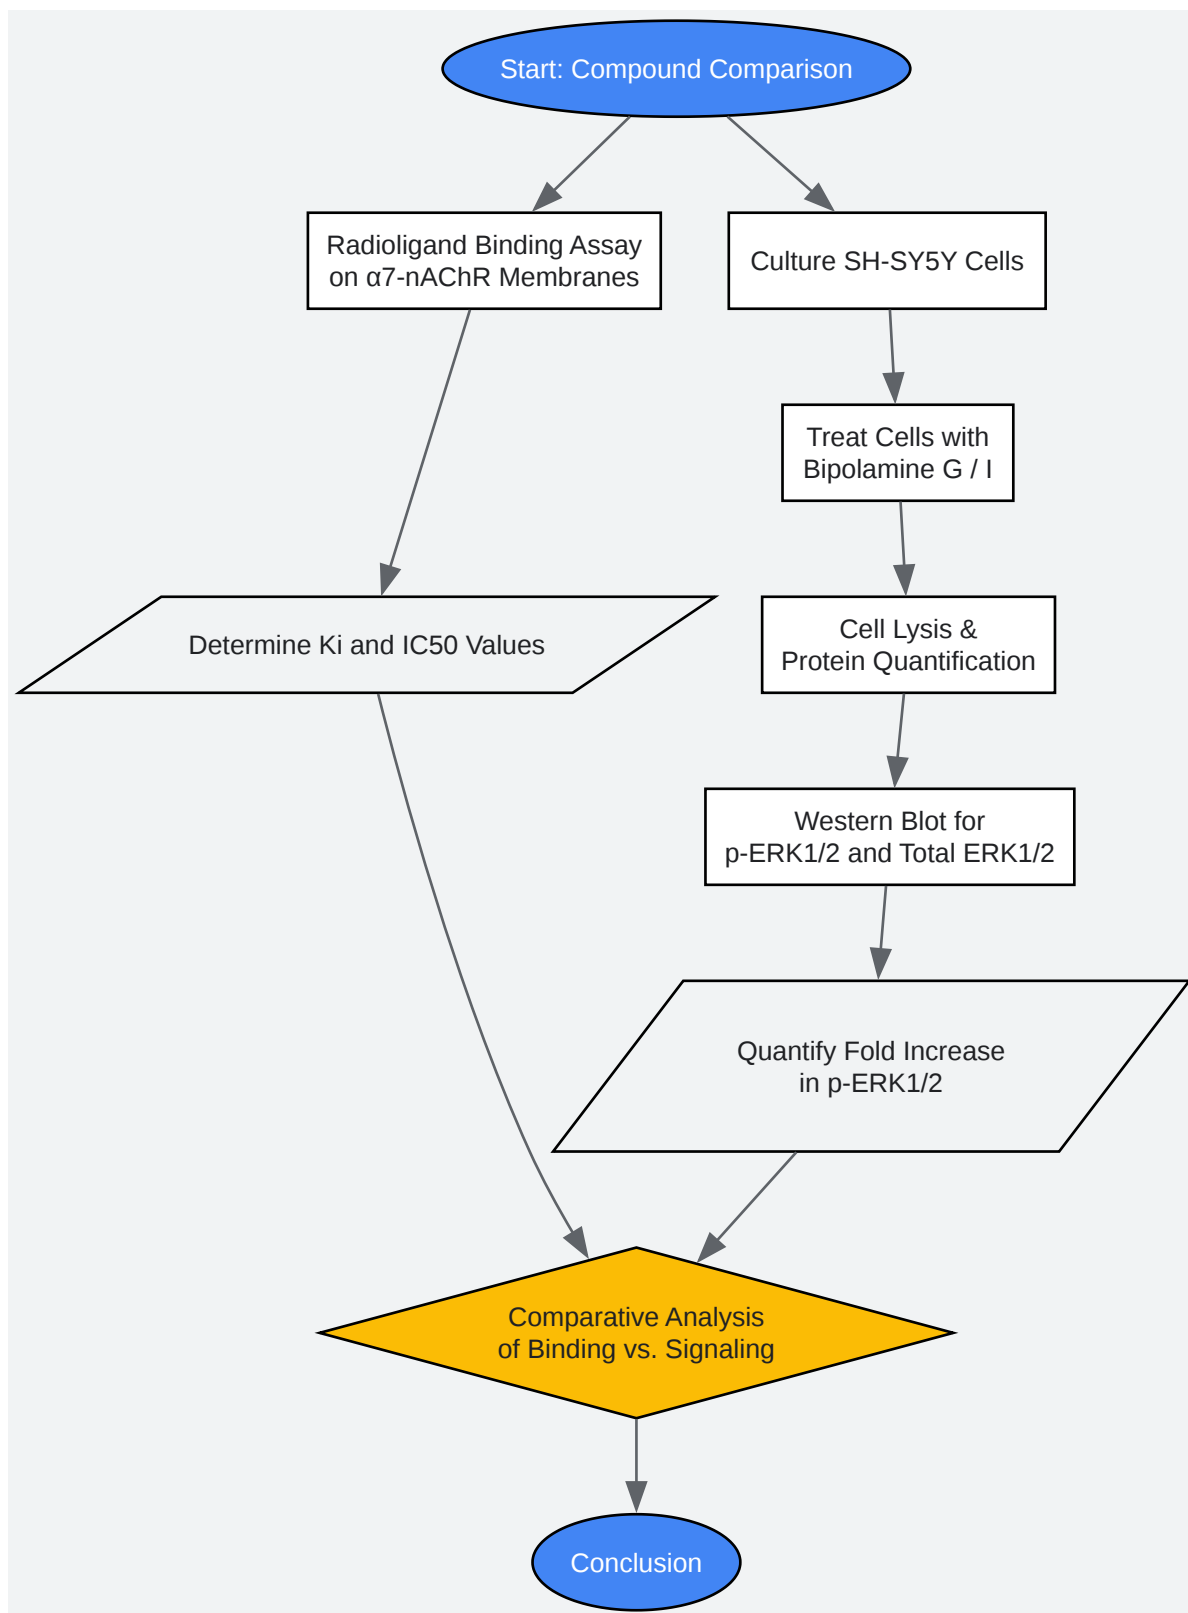 Start: Compound Comparison
Radioligand Binding Assay
on α7-nAChR Membranes
Culture SH-SY5Y Cells
Treat Cells with
Bipolamine G / I
Determine Ki and IC50 Values
Cell Lysis &
Protein Quantification
Western Blot for
p-ERK1/2 and Total ERK1/2
Quantify Fold Increase
in p-ERK1/2
Comparative Analysis
of Binding vs. Signaling
Conclusion